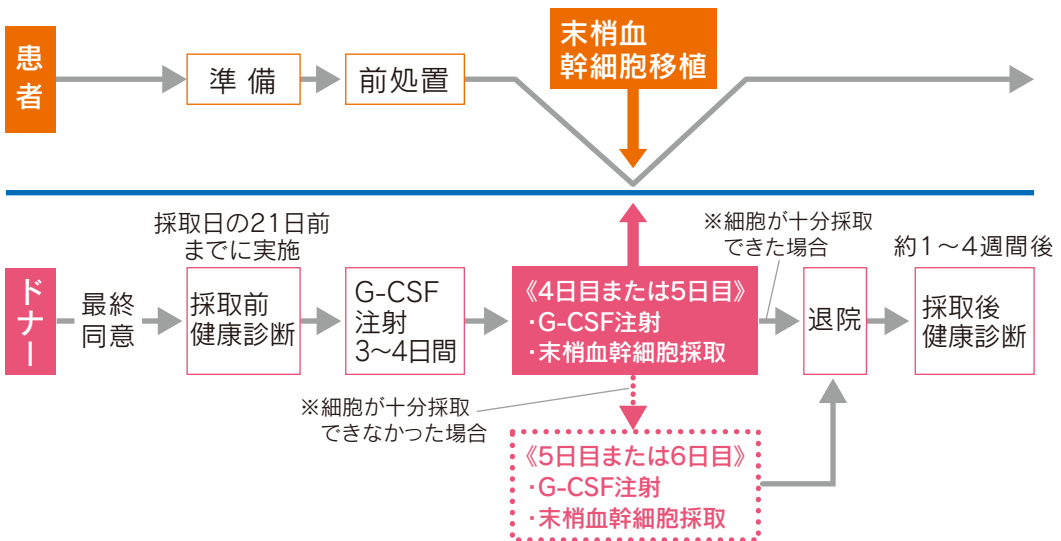 患者
準 備
前処置
末梢血
幹細胞移植
ドナー
最終
同意
採取日の21日前
までに実施
採取前
健康診断
G-CSF
注射
3~4日間
《4日目または5日目》
・G-CSF注射
・末梢血幹細胞採取
※細胞が十分採取
できた場合
退院
約1~4週間後
採取後
健康診断
※細胞が十分採取
できなかった場合
《5日目または6日目》
・G-CSF注射
・末梢血幹細胞採取